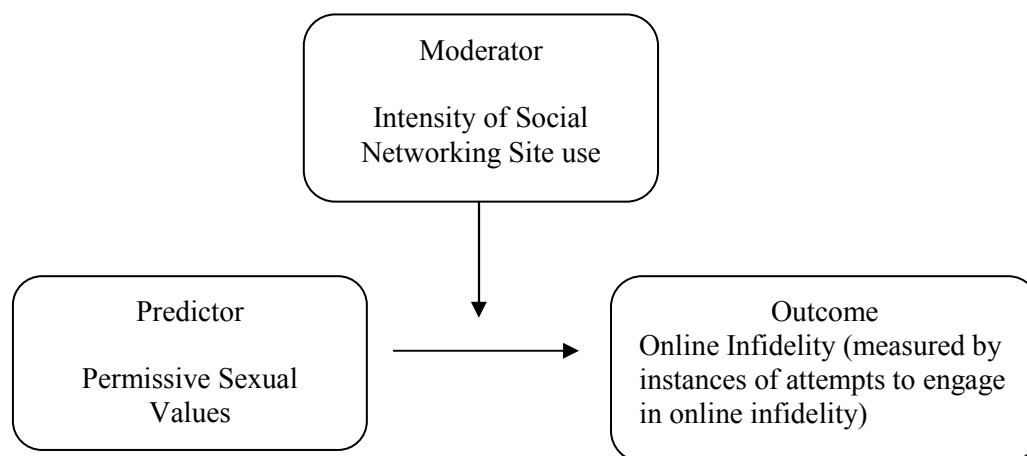 Moderator
Intensity of Social
Networking Site use
Predictor
Permissive Sexual
Values
Outcome
Online Infidelity (measured by
instances of attempts to engage
in online infidelity)